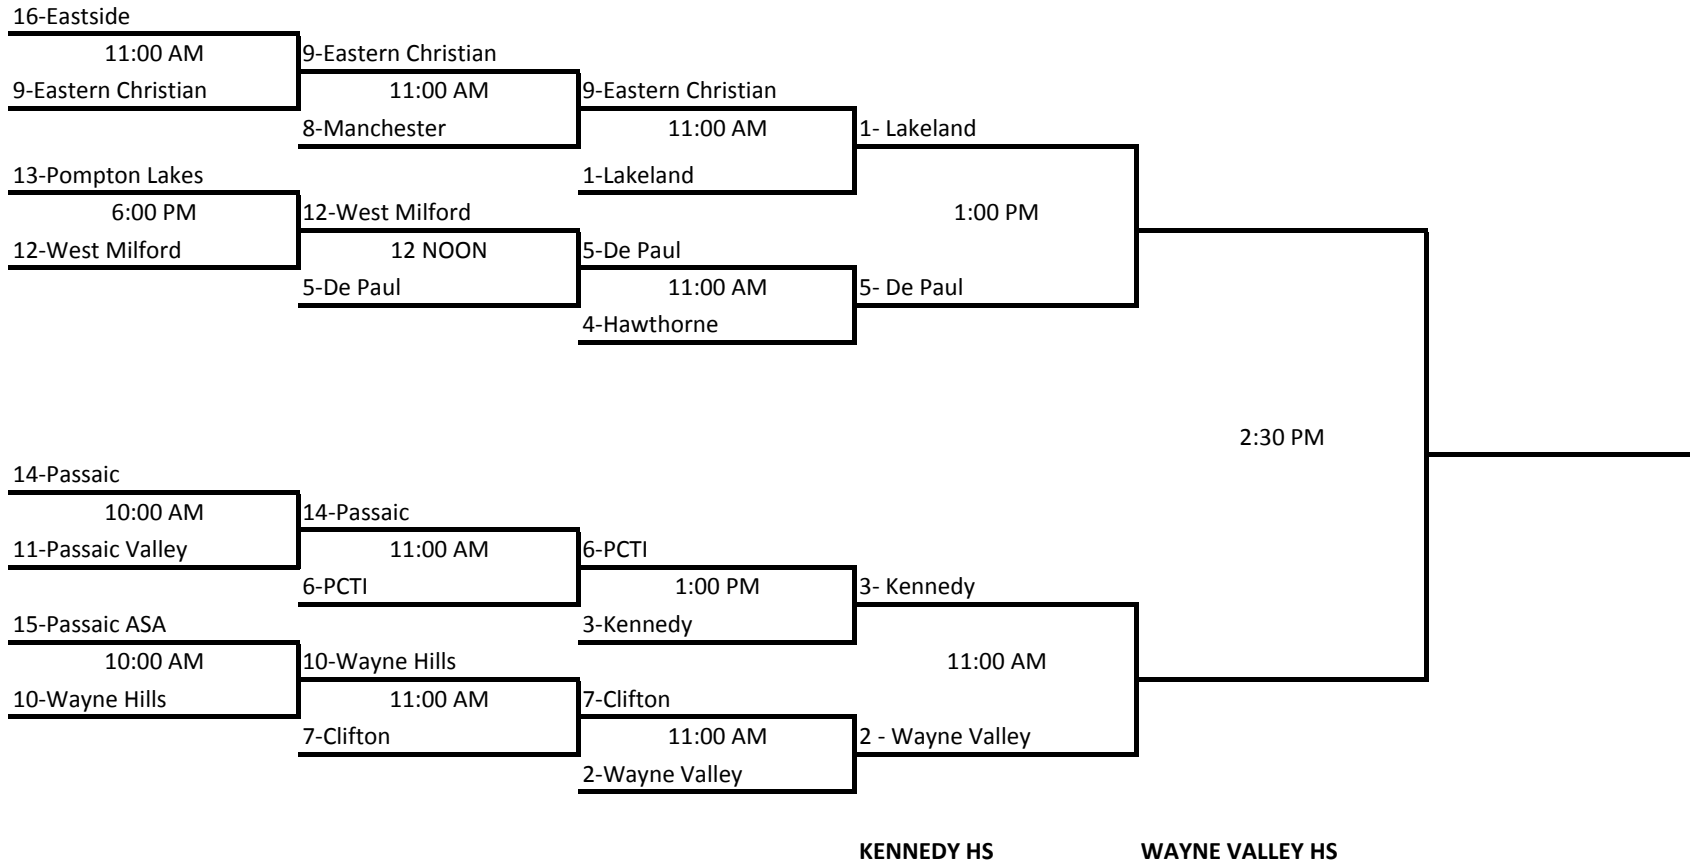 16-Eastside
11:00 AM
9-Eastern Christian
9-Eastern Christian
11:00 AM
9-Eastern Christian
8-Manchester
11:00 AM
1- Lakeland
13-Pompton Lakes
1-Lakeland
6:00 PM
12-West Milford
1:00 PM
12-West Milford
12 NOON
5-De Paul
5-De Paul
11:00 AM
5- De Paul
4-Hawthorne
2:30 PM
14-Passaic
10:00 AM
14-Passaic
11-Passaic Valley
11:00 AM
6-PCTI
6-PCTI
1:00 PM
3- Kennedy
15-Passaic ASA
3-Kennedy
10:00 AM
10-Wayne Hills
11:00 AM
10-Wayne Hills
11:00 AM
7-Clifton
7-Clifton
11:00 AM
2 - Wayne Valley
2-Wayne Valley
KENNEDY HS
WAYNE VALLEY HS